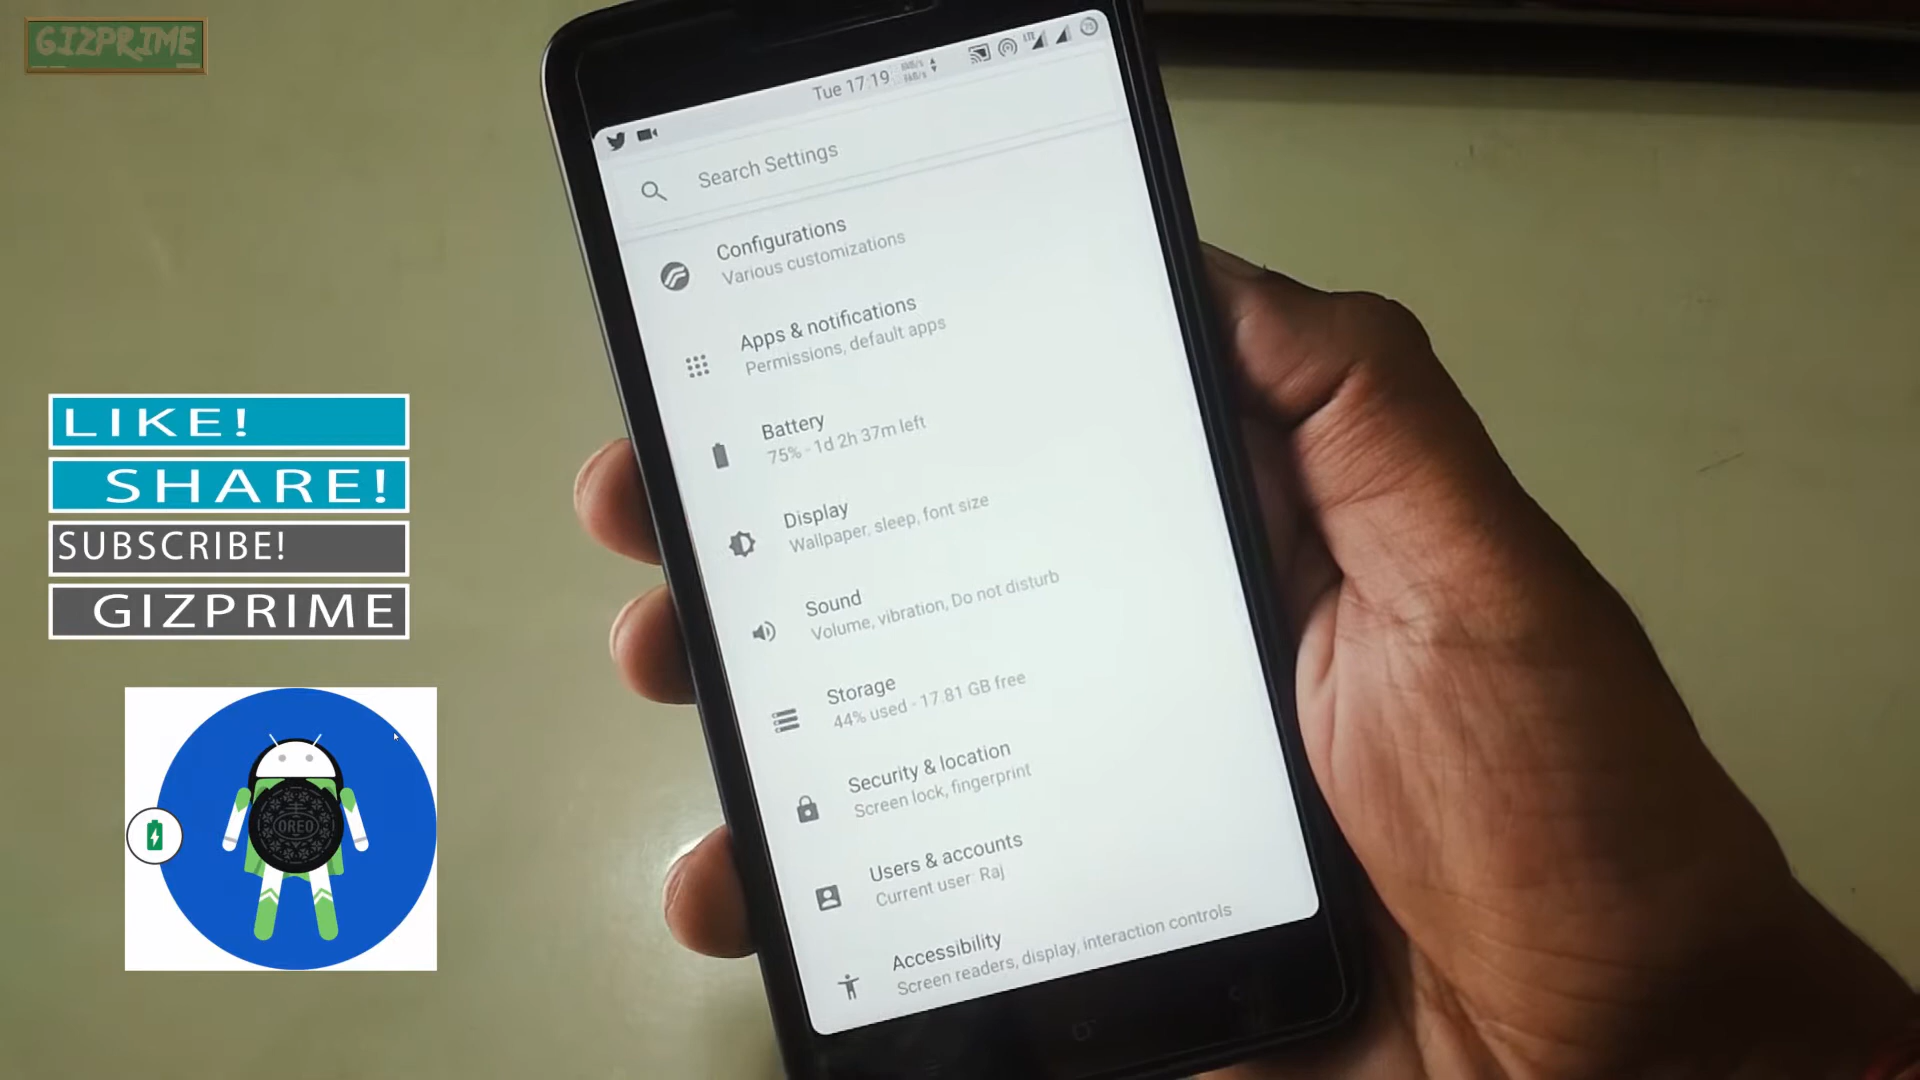 GIZPRIME
Tue 17:19
LTE
75
Search Settings
Configurations
Various customizations
Apps & notifications
Permissions, default apps
Battery
75% - 1d 2h 37m left
Display
Wallpaper, sleep, font size
Sound
Volume, vibration, Do not disturb
Storage
44% used - 17.81 GB free
Security & location
Screen lock, fingerprint
Users & accounts
Current user: Raj
Accessibility
Screen readers, display, interaction controls
LIKE!
SHARE!
SUBSCRIBE!
GIZPRIME
OREO